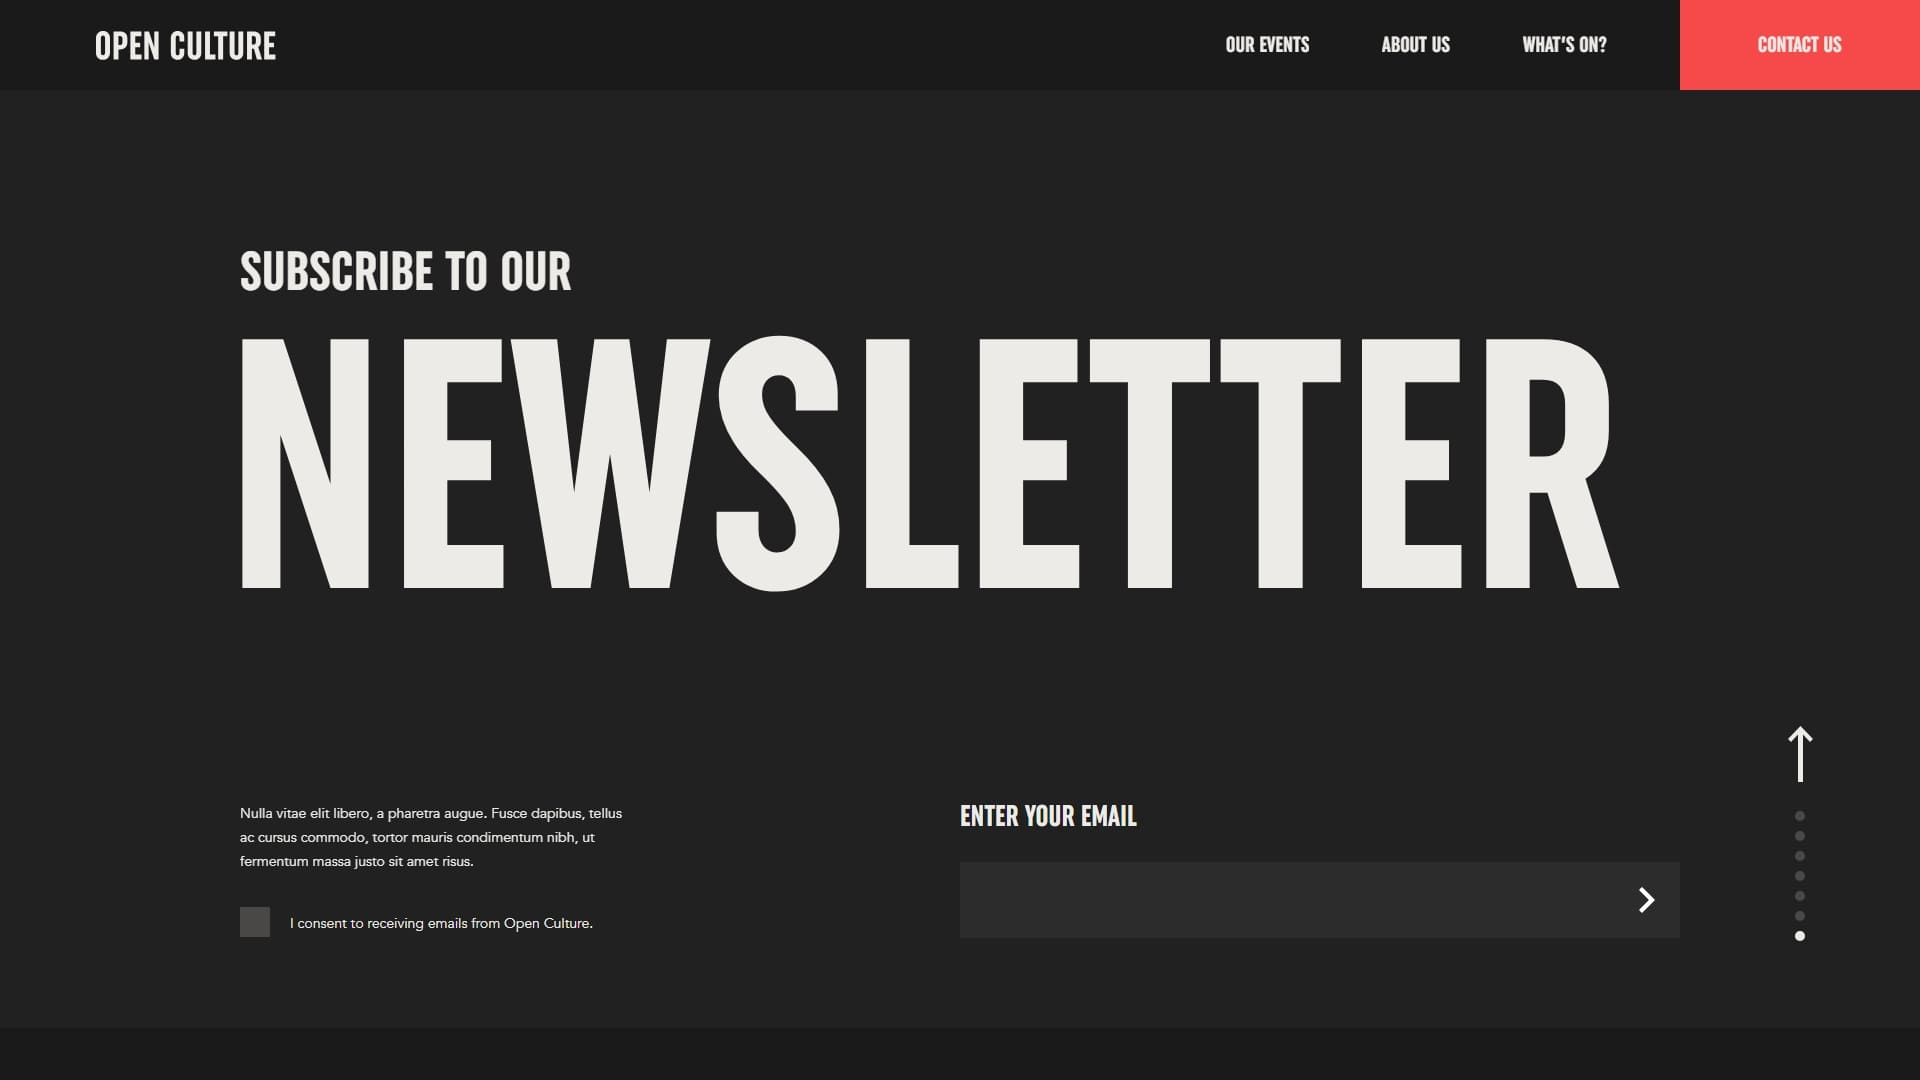 OPEN CULTURE
OUR EVENTS
ABOUT US
WHAT'S ON?
CONTACT US
SUBSCRIBE TO OUR
NEWSLETTER
Nulla vitae elit libero, a pharetra augue. Fusce dapibus, tellus
ac cursus commodo, tortor mauris condimentum nibh, ut
fermentum massa justo sit amet risus.
I consent to receiving emails from Open Culture.
ENTER YOUR EMAIL